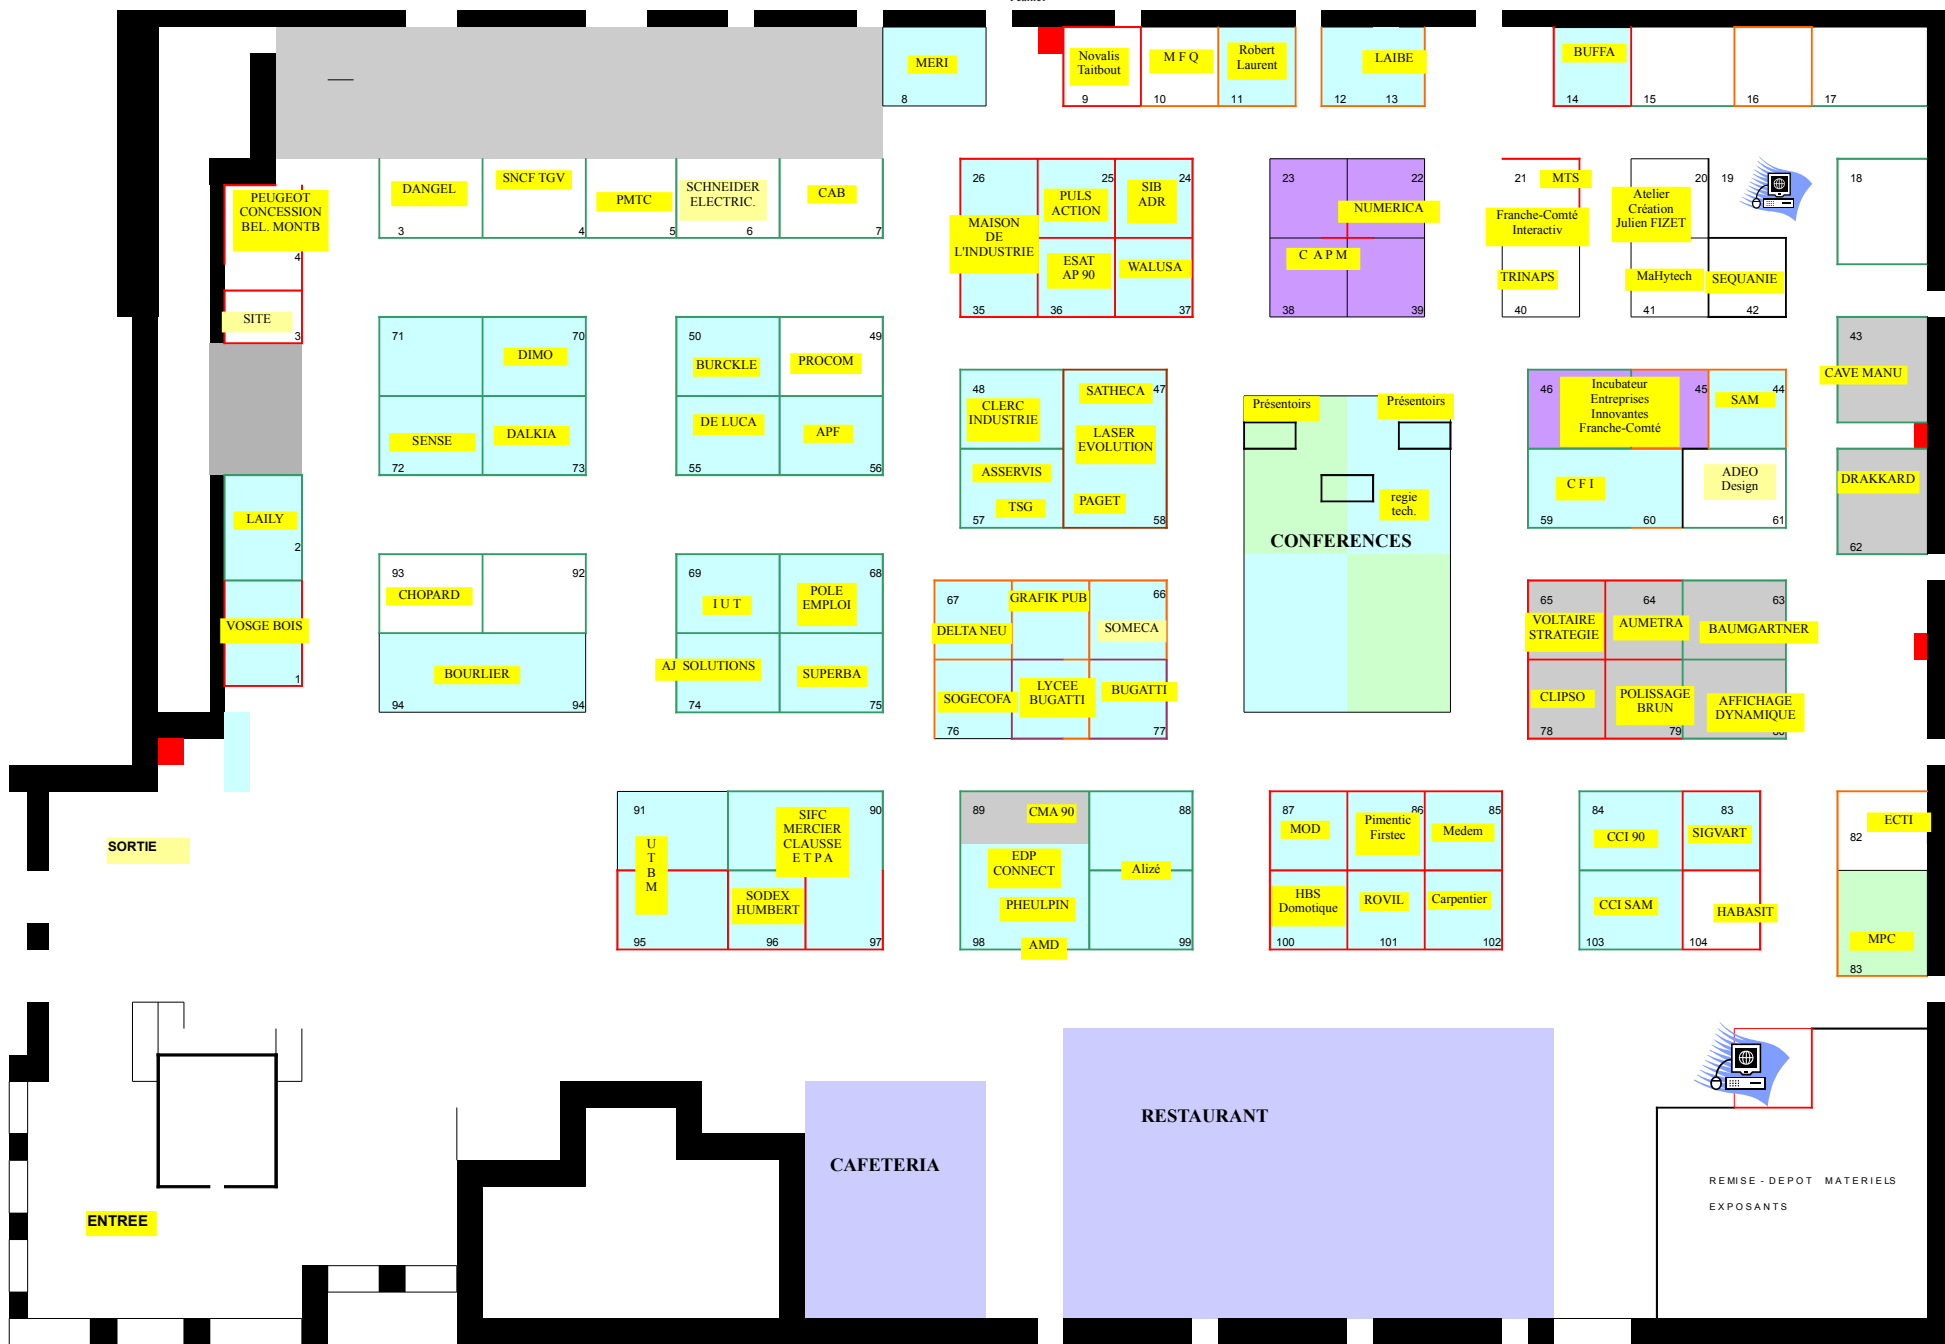 MERI
8
Novalis
Taitbout
9
M F Q
10
Robert
Laurent
11
LAIBE
12
13
BUFFA
14
15
16
17
PEUGEOT
CONCESSION
BEL. MONTB
4
SITE
3
DANGEL
3
SNCF TGV
4
PMTC
5
SCHNEIDER
ELECTRIC.
6
CAB
7
26
MAISON
DE
L'INDUSTRIE
35
25
PULS
ACTION
24
SIB
ADR
ESAT
AP 90
36
WALUSA
37
23
22
NUMERICA
C A P M
38
39
21
MTS
Franche-Comté
Interactiv
TRINAPS
40
20
Atelier
Création
Julien FIZET
19
MaHytech
41
SEQUANIE
42
18
71
70
DIMO
SENSE
72
DALKIA
73
50
BURCKLE
49
PROCOM
DE LUCA
55
APF
56
48
CLERC
INDUSTRIE
SATHECA
47
LASER
EVOLUTION
ASSERVIS
TSG
57
PAGET
58
Présentoirs
Présentoirs
regie
tech.
CONFERENCES
46
Incubateur
Entreprises
Innovantes
Franche-Comté
45
44
SAM
C F I
59
60
ADEO
Design
61
43
CAVE MANU
DRAKKARD
62
LAILY
2
VOSGE BOIS
1
93
CHOPARD
92
BOURLIER
94
94
69
I U T
68
POLE
EMPLOI
AJ SOLUTIONS
74
SUPERBA
75
67
GRAFIK PUB
66
DELTA NEU
SOMECA
SOGECOFA
76
LYCEE
BUGATTI
BUGATTI
77
65
VOLTAIRE
STRATEGIE
64
AUMETRA
63
BAUMGARTNER
CLIPSO
78
POLISSAGE
BRUN
79
AFFICHAGE
DYNAMIQUE
SORTIE
91
U
T
B
M
SIFC
MERCIER
CLAUSSE
E T P A
90
95
SODEX
HUMBERT
96
97
89
CMA 90
88
EDP
CONNECT
Alizé
PHEULPIN
98
AMD
99
87
MOD
86
Pimentic
Firstec
85
Medem
HBS
Domotique
100
ROVIL
101
Carpentier
102
84
CCI 90
83
SIGVART
CCI SAM
103
HABASIT
104
ECTI
82
MPC
83
RESTAURANT
CAFETERIA
REMISE - DEPOT MATERIELS
EXPOSANTS
ENTREE